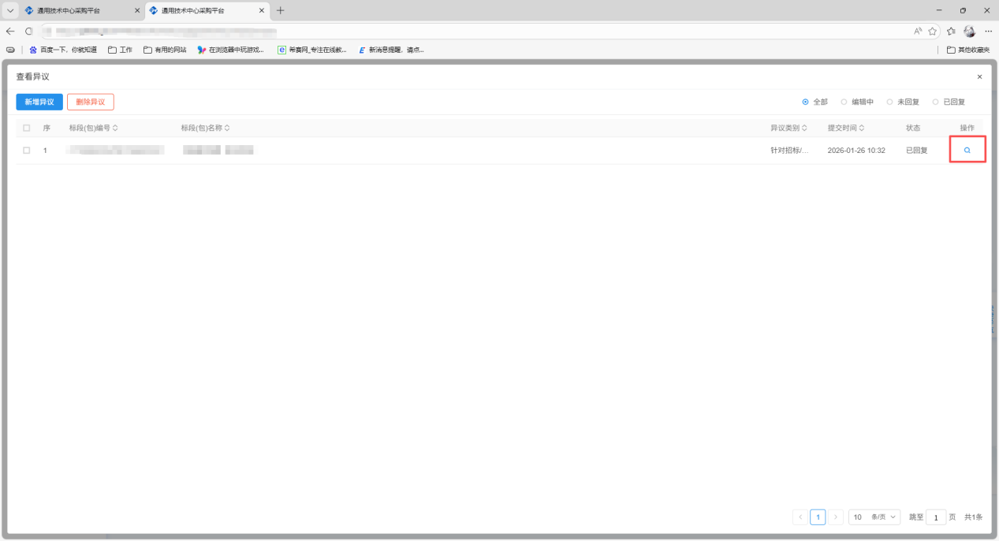 通用技术中心采购平台 通用技术中心采购平台
百度一下，你就知道 工作 有用的网站 在浏览器中玩游戏... 希赛网_专注在线教... 新消息提醒，请点... 其他收藏夹
查看异议
新增异议 删除异议 全部 编辑中 未回复 已回复
序 标段(包)编号 标段(包)名称 异议类别 提交时间 状态 操作
1 针对招标/... 2026-01-26 10:32 已回复
1 10 条/页 跳至 1 页 共1条